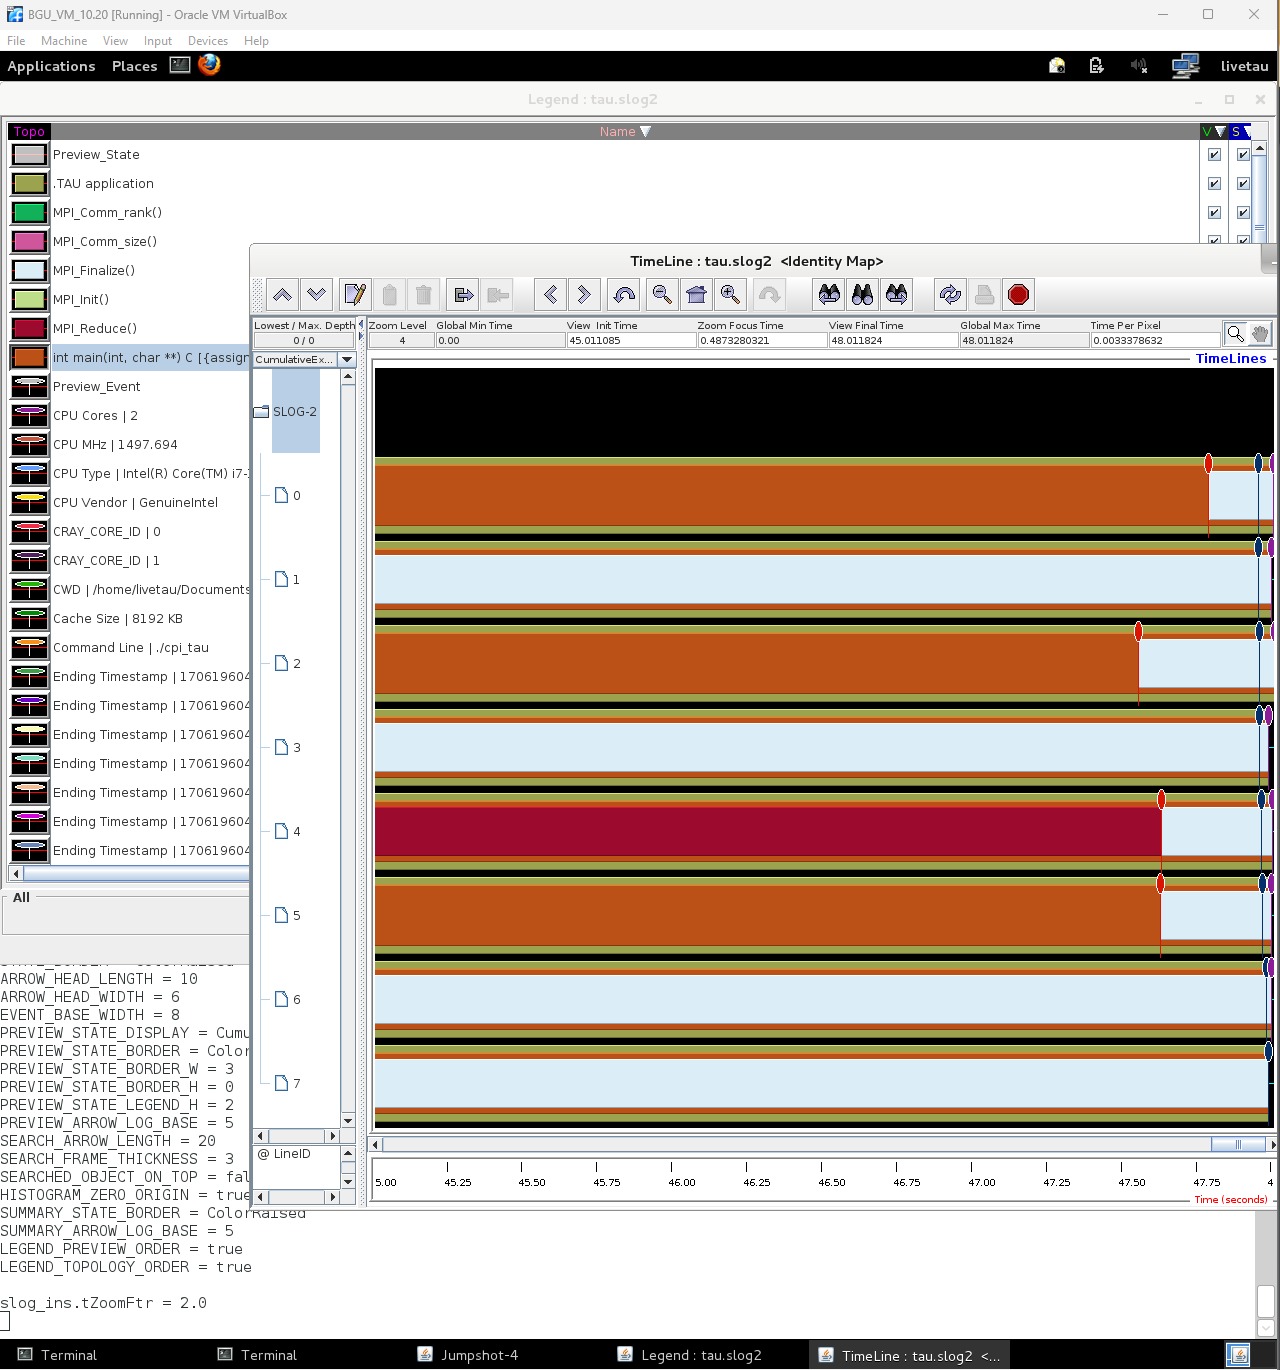 BGU_VM_10.20 [Running] - Oracle VM VirtualBox
File Machine View Input Devices Help
Applications Places livetau
Legend : tau.slog2
Topo Name V S
Preview_State
.TAU application
MPI_Comm_rank()
MPI_Comm_size()
MPI_Finalize()
MPI_Init()
MPI_Reduce()
int main(int, char **) C [{assign
Preview_Event
CPU Cores | 2
CPU MHz | 1497.694
CPU Type | Intel(R) Core(TM) i7-
CPU Vendor | GenuineIntel
CRAY_CORE_ID | 0
CRAY_CORE_ID | 1
CWD | /home/livetau/Documents
Cache Size | 8192 KB
Command Line | ./cpi_tau
Ending Timestamp | 170619604
Ending Timestamp | 170619604
Ending Timestamp | 170619604
Ending Timestamp | 170619604
Ending Timestamp | 170619604
Ending Timestamp | 170619604
Ending Timestamp | 170619604
All
TimeLine : tau.slog2 <Identity Map>
Lowest / Max. Depth Zoom Level Global Min Time View Init Time Zoom Focus Time View Final Time Global Max Time Time Per Pixel
0 / 0 4 0.00 45.011085 0.4873280321 48.011824 48.011824 0.0033378632
CumulativeEx...
TimeLines
SLOG-2
0
1
2
3
4
5
6
7
@ LineID
5.00 45.25 45.50 45.75 46.00 46.25 46.50 46.75 47.00 47.25 47.50 47.75 4
Time (seconds)
ARROW_HEAD_LENGTH = 10
ARROW_HEAD_WIDTH = 6
EVENT_BASE_WIDTH = 8
PREVIEW_STATE_DISPLAY = Cumu
PREVIEW_STATE_BORDER = Color
PREVIEW_STATE_BORDER_W = 3
PREVIEW_STATE_BORDER_H = 0
PREVIEW_STATE_LEGEND_H = 2
PREVIEW_ARROW_LOG_BASE = 5
SEARCH_ARROW_LENGTH = 20
SEARCH_FRAME_THICKNESS = 3
SEARCHED_OBJECT_ON_TOP = fal
HISTOGRAM_ZERO_ORIGIN = true
SUMMARY_STATE_BORDER = ColorRaised
SUMMARY_ARROW_LOG_BASE = 5
LEGEND_PREVIEW_ORDER = true
LEGEND_TOPOLOGY_ORDER = true
slog_ins.tZoomFtr = 2.0
Terminal Terminal Jumpshot-4 Legend : tau.slog2 TimeLine : tau.slog2 <...